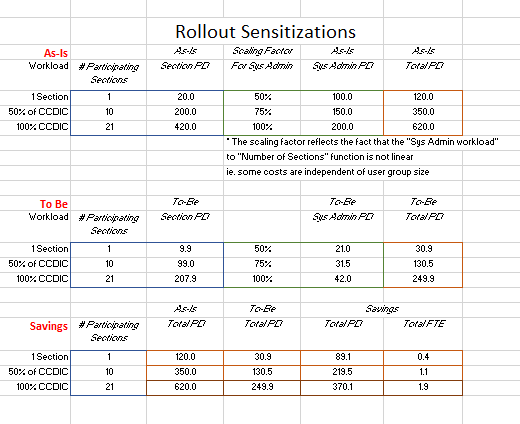 Rollout Sensitizations
As-Is As-Is Scaling Factor As-Is As-Is
Workload # Participating Section PD For Sys Admin Sys Admin PD Total PD
Sections
1 Section 1 20.0 50% 100.0 120.0
50% of CCDIC 10 200.0 75% 150.0 350.0
100% CCDIC 21 420.0 100% 200.0 620.0
* The scaling factor reflects the fact that the "Sys Admin workload"
to "Number of Sections" function is not linear
ie. some costs are independent of user group size
To Be To-Be To-Be To-Be
Workload # Participating Section PD Sys Admin PD Total PD
Sections
1 Section 1 9.9 50% 21.0 30.9
50% of CCDIC 10 99.0 75% 31.5 130.5
100% CCDIC 21 207.9 100% 42.0 249.9
As-Is To-Be Savings
Savings # Participating Total PD Total PD Total PD Total FTE
Sections
1 Section 1 120.0 30.9 89.1 0.4
50% of CCDIC 10 350.0 130.5 219.5 1.1
100% CCDIC 21 620.0 249.9 370.1 1.9